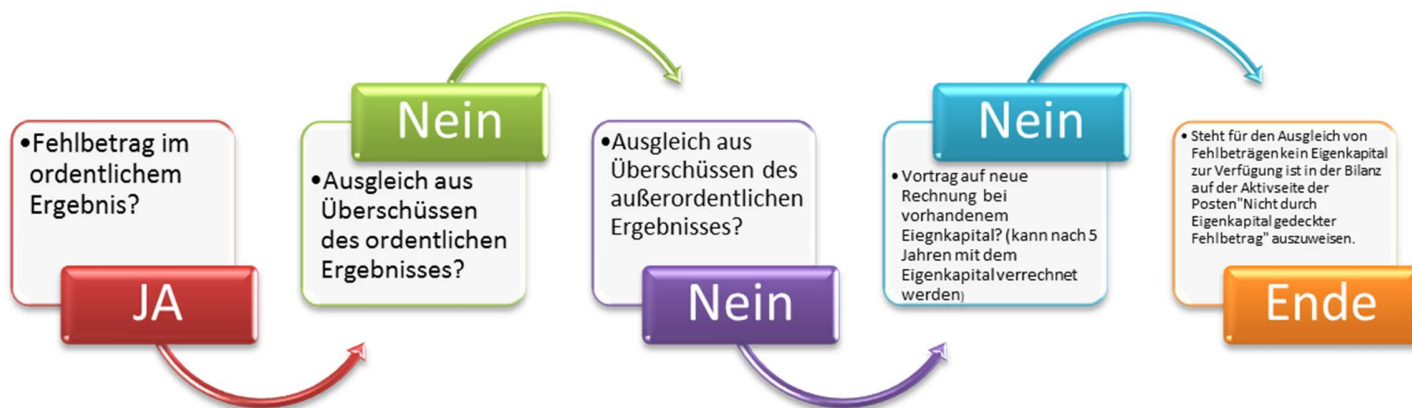 •Fehlbetrag im
ordentlichem
Ergebnis?
JA
Nein
•Ausgleich aus
Überschüssen
des ordentlichen
Ergebnisses?
•Ausgleich aus
Überschüssen des
außerordentlichen
Ergebnisses?
Nein
Nein
• Vortrag auf neue
Rechnung bei
vorhandenem
Eiegnkapital? (kann nach 5
Jahren mit dem
Eigenkapital verrechnet
werden)
• Steht für den Ausgleich von
Fehlbeträgen kein Eigenkapital
zur Verfügung ist in der Bilanz
auf der Aktivseite der
Posten"Nicht durch
Eigenkapital gedeckter
Fehlbetrag" auszuweisen.
Ende